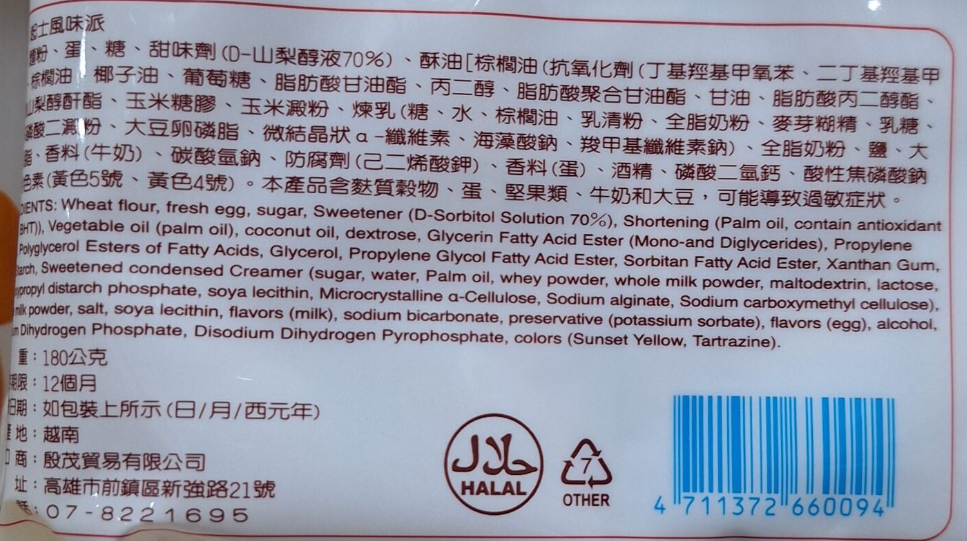 士風味派
粉、蛋、糖、甜味劑(D-山梨醇液70%)、酥油[棕櫚油(抗氧化劑(丁基羥基甲氧苯、二丁基羥基甲
棕櫚油、椰子油、葡萄糖、脂肪酸甘油酯、丙二醇、脂肪酸聚合甘油酯、甘油、脂肪酸丙二醇酯、
山梨醇酐酯、玉米糖膠、玉米澱粉、煉乳(糖、水、棕櫚油、乳清粉、全脂奶粉、麥芽糊精、乳糖、
磷酸二澱粉、大豆卵磷脂、微結晶狀α-纖維素、海藻酸鈉、羧甲基纖維素鈉)、全脂奶粉、鹽、大
脂、香料(牛奶)、碳酸氫鈉、防腐劑(己二烯酸鉀)、香料(蛋)、酒精、磷酸二氫鈣、酸性焦磷酸鈉
色素(黃色5號、黃色4號)。本產品含麩質穀物、蛋、堅果類、牛奶和大豆，可能導致過敏症狀。
DIENTS: Wheat flour, fresh egg, sugar, Sweetener (D-Sorbitol Solution 70%), Shortening (Palm oil, contain antioxidant
BHT)), Vegetable oil (palm oil), coconut oil, dextrose, Glycerin Fatty Acid Ester (Mono-and Diglycerides), Propylene
Polyglycerol Esters of Fatty Acids, Glycerol, Propylene Glycol Fatty Acid Ester, Sorbitan Fatty Acid Ester, Xanthan Gum,
tarch, Sweetened condensed Creamer (sugar, water, Palm oil, whey powder, whole milk powder, maltodextrin, lactose,
ypropyl distarch phosphate, soya lecithin, Microcrystalline α-Cellulose, Sodium alginate, Sodium carboxymethyl cellulose),
milk powder, salt, soya lecithin, flavors (milk), sodium bicarbonate, preservative (potassium sorbate), flavors (egg), alcohol,
Dihydrogen Phosphate, Disodium Dihydrogen Pyrophosphate, colors (Sunset Yellow, Tartrazine).
重：180公克
期限：12個月
日期：如包裝上所示(日/月/西元年)
產地：越南
商：殷茂貿易有限公司
址：高雄市前鎮區新強路21號
話：07-8221695
حلال
HALAL
7
OTHER
4 711372 660094